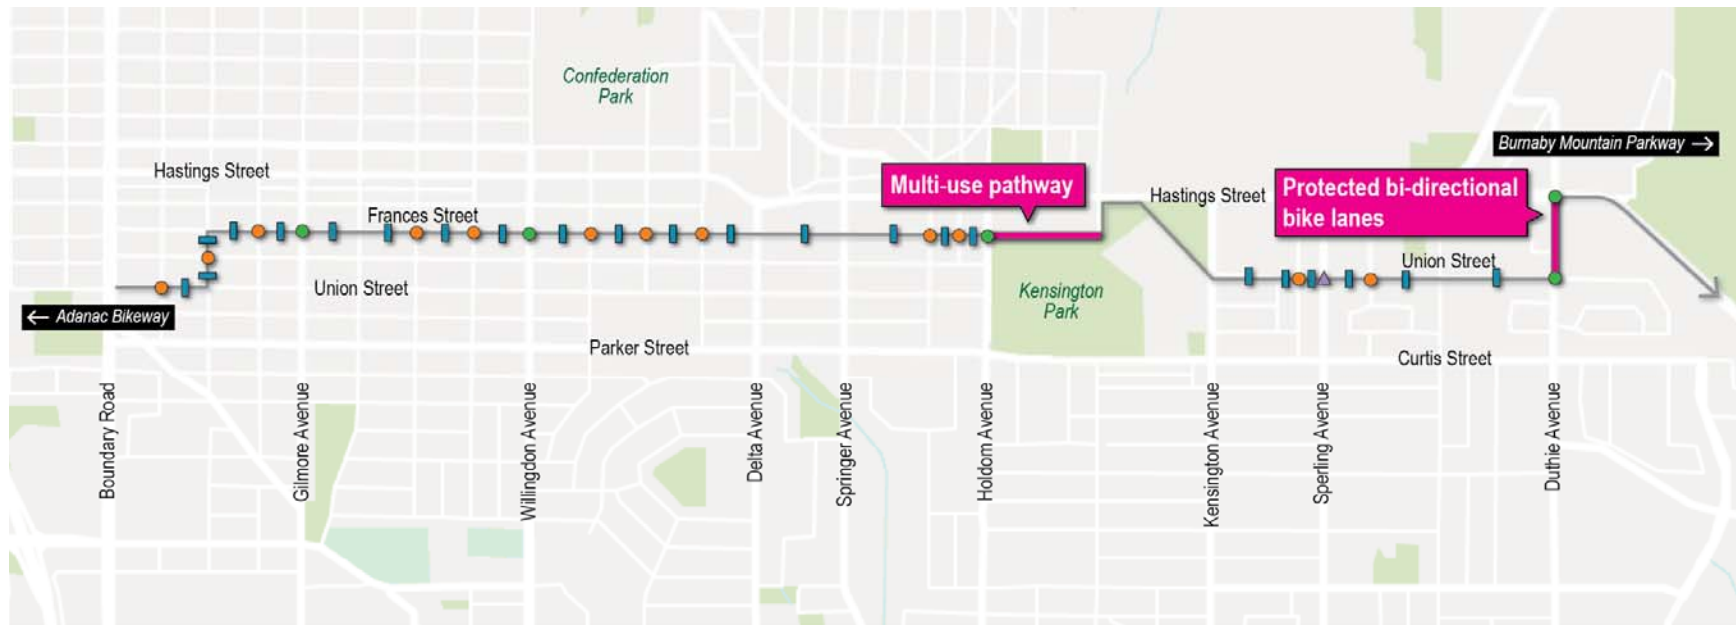 Confederation
Park
Burnaby Mountain Parkway →
Hastings Street
Multi-use pathway
Hastings Street
Protected bi-directional
bike lanes
Frances Street
Union Street
Union Street
Kensington
Park
← Adanac Bikeway
Parker Street
Curtis Street
Boundary Road
Gilmore Avenue
Willingdon Avenue
Delta Avenue
Springer Avenue
Holdom Avenue
Kensington Avenue
Sperling Avenue
Duthie Avenue